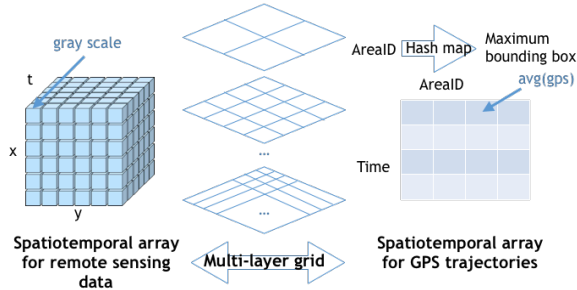 gray scale
t
x
y
Spatiotemporal array
for remote sensing
data
...
...
Multi-layer grid
AreaID
Hash map
Maximum
bounding box
AreaID
avg(gps)
Time
Spatiotemporal array
for GPS trajectories